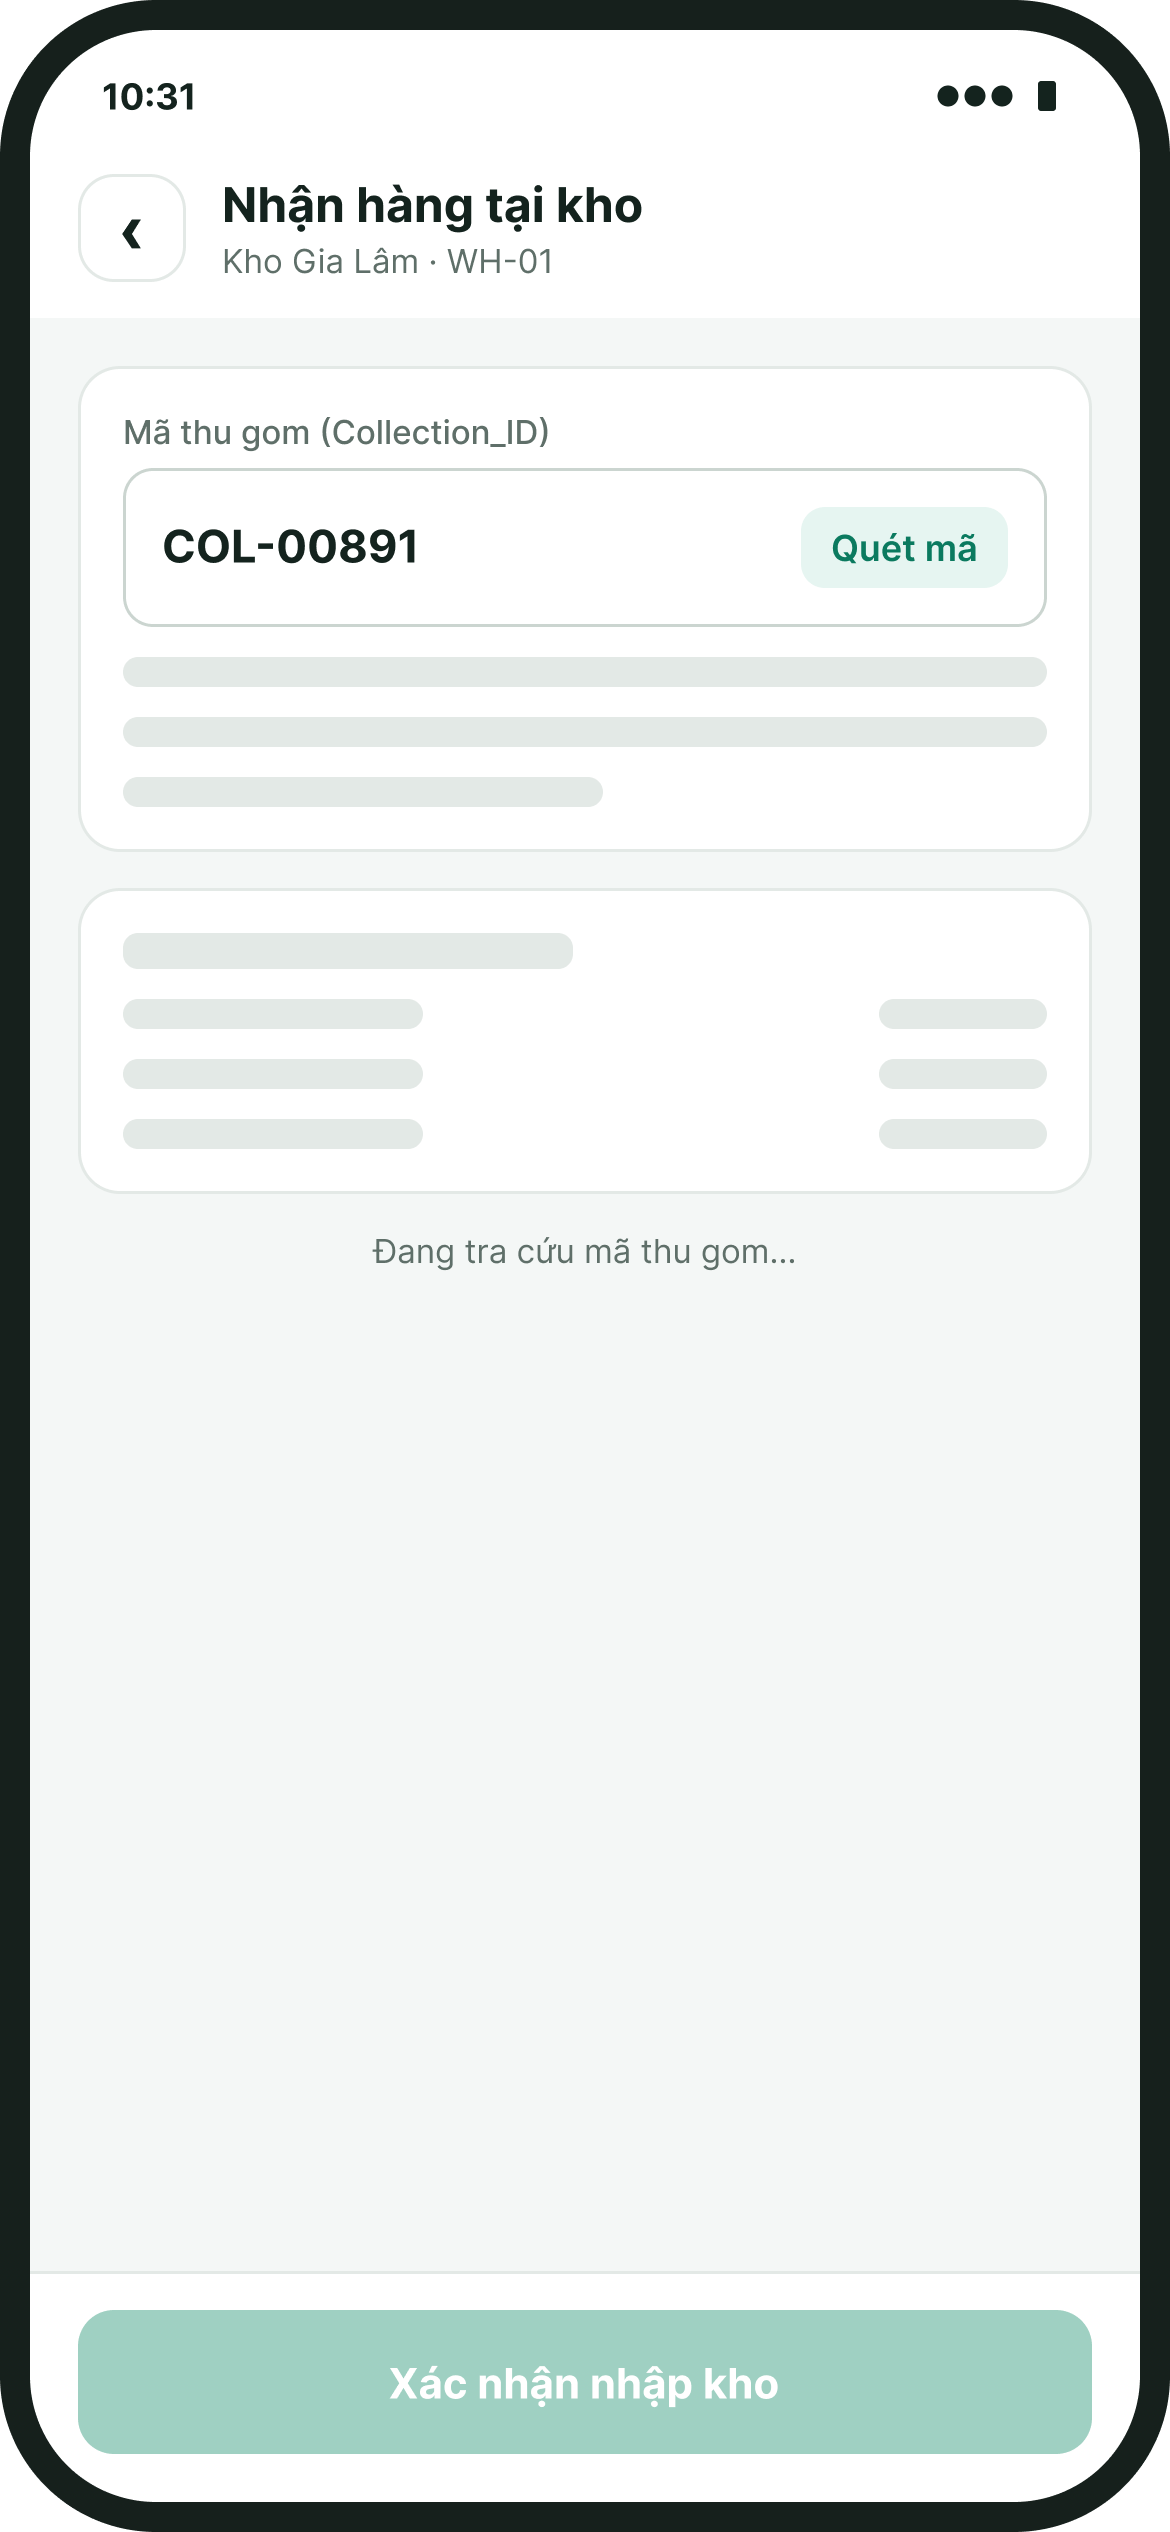 10:31
Nhận hàng tại kho
Kho Gia Lâm · WH-01
Mã thu gom (Collection_ID)
COL-00891
Quét mã
Đang tra cứu mã thu gom...
Xác nhận nhập kho